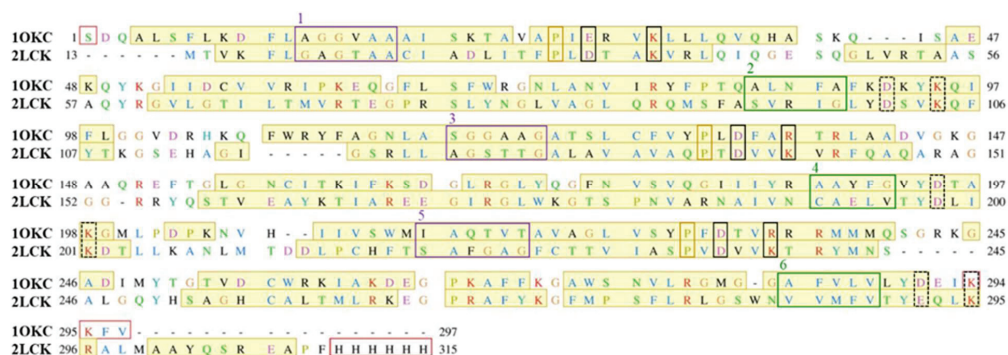 1 2
1OKC 1 S D Q A L S F L K D F L A G G V A A A I S K T A V A P I E R V K L L L Q V Q H A S K Q - - - I S A E 47
2LCK 13 - - - - - - M T V K F L G A G T A A C I A D L I T F P L D T A K V R L Q I Q G E S Q G L V R T A A S 56
1OKC 48 K Q Y K G I I D C V V R I P K E Q G F L S F W R G N L A N V I R Y F P T Q A L N F A F K D K Y K Q I 97
2LCK 57 A Q Y R G V L G T I L T M V R T E G P R S L Y N G L V A G L Q R Q M S F A S V R I G L Y D S V K Q F 106
3
1OKC 98 F L G G V D R H K Q F W R Y F A G N L A S G G A A G A T S L C F V Y P L D F A R T R L A A D V G K G 147
2LCK 107 Y T K G S E H A G I - - - - - G S R L L A G S T T G A L A V A V A Q P T D V V K V R F Q A Q A R A G 151
4
1OKC 148 A A Q R E F T G L G N C I T K I F K S D G L R G L Y Q G F N V S V Q G I I I Y R A A Y F G V Y D T A 197
2LCK 152 G G - R R Y Q S T V E A Y K T I A R E E G I R G L W K G T S P N V A R N A I V N C A E L V T Y D L I 200
5
1OKC 198 K G M L P D P K N V H - - I I V S W M I A Q T V T A V A G L V S Y P F D T V R R R M M M Q S G R K G 245
2LCK 201 K D T L L K A N L M T D D L P C H F T S A F G A G F C T T V I A S P V D V V K T R Y M N S - - - - - 245
6
1OKC 246 A D I M Y T G T V D C W R K I A K D E G P K A F F K G A W S N V L R G M G - G A F V L V L Y D E I K 294
2LCK 246 A L G Q Y H S A G H C A L T M L R K E G P R A F Y K G F M P S F L R L G S W N V V M F V T Y E Q L K 295
1OKC 295 K F V - - - - - - - - - - - - - - - - - 297
2LCK 296 R A L M A A Y Q S R E A P F H H H H H H 315